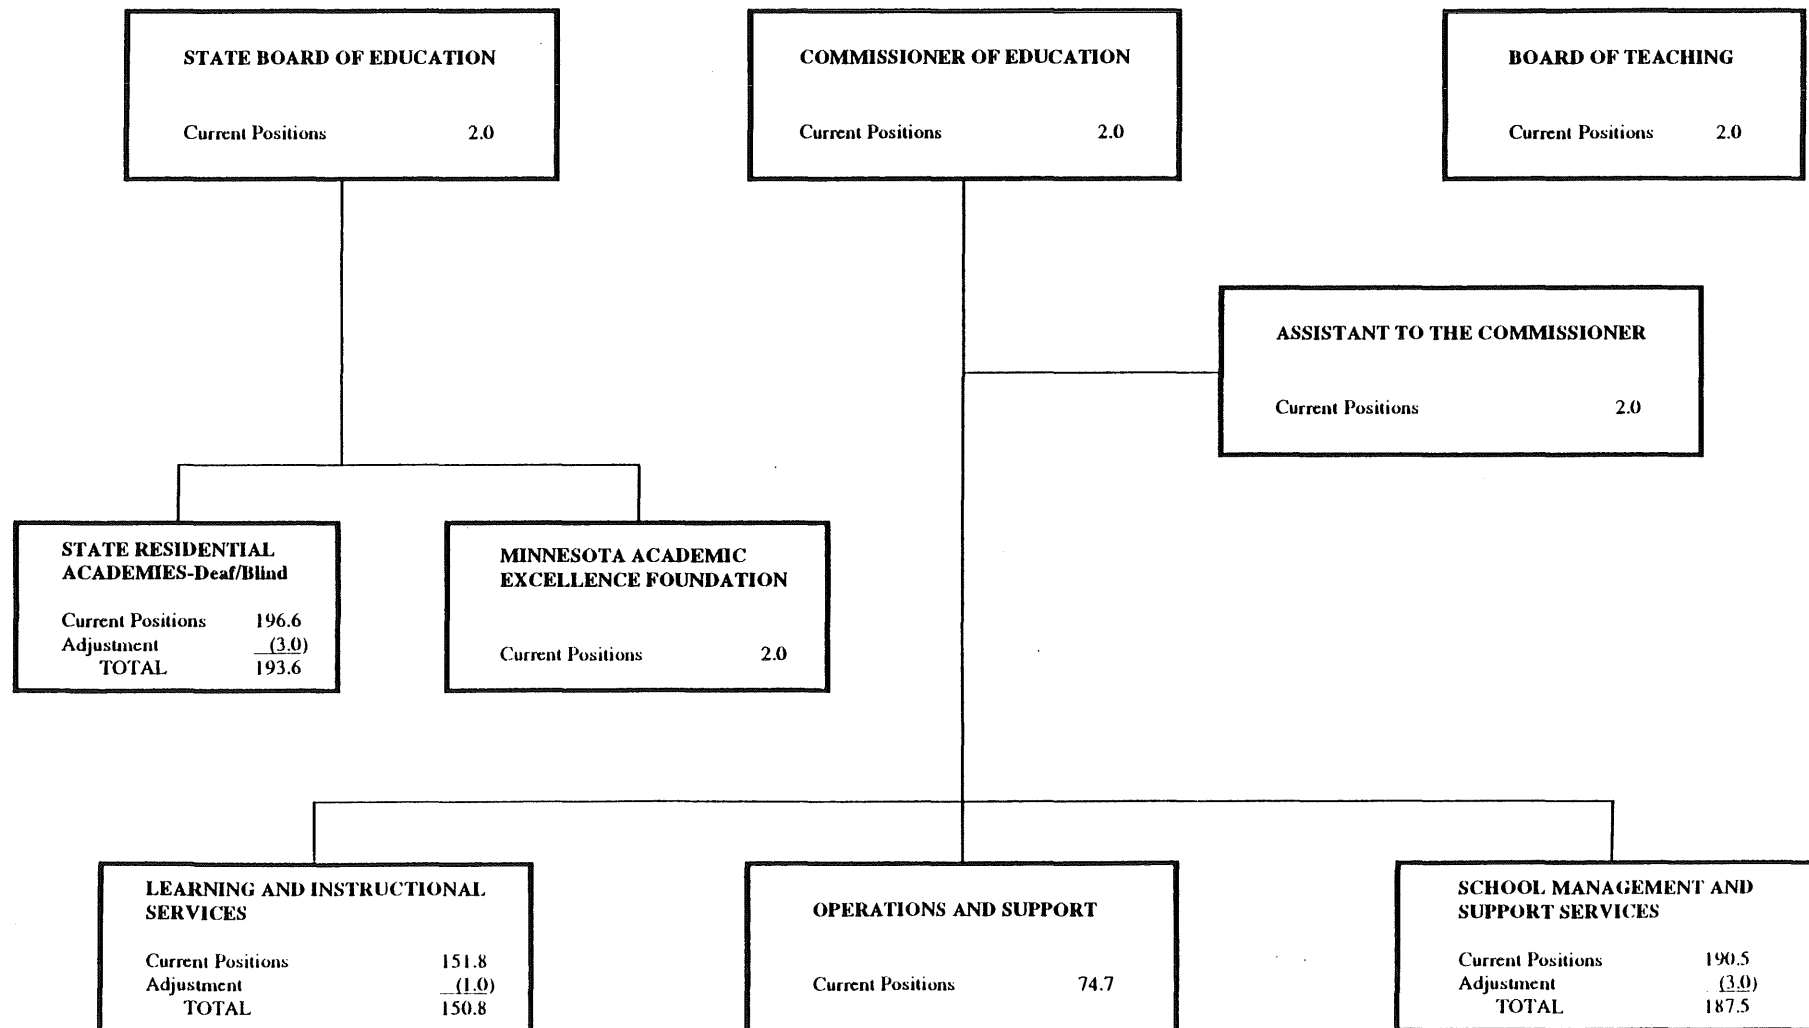 STATE BOARD OF EDUCATION
Current Positions 2.0
COMMISSIONER OF EDUCATION
Current Positions 2.0
BOARD OF TEACHING
Current Positions 2.0
ASSISTANT TO THE COMMISSIONER
Current Positions 2.0
STATE RESIDENTIAL
ACADEMIES-Deaf/Blind
Current Positions 196.6
Adjustment (3.0)
TOTAL 193.6
MINNESOTA ACADEMIC
EXCELLENCE FOUNDATION
Current Positions 2.0
LEARNING AND INSTRUCTIONAL
SERVICES
Current Positions 151.8
Adjustment (1.0)
TOTAL 150.8
OPERATIONS AND SUPPORT
Current Positions 74.7
SCHOOL MANAGEMENT AND
SUPPORT SERVICES
Current Positions 190.5
Adjustment (3.0)
TOTAL 187.5